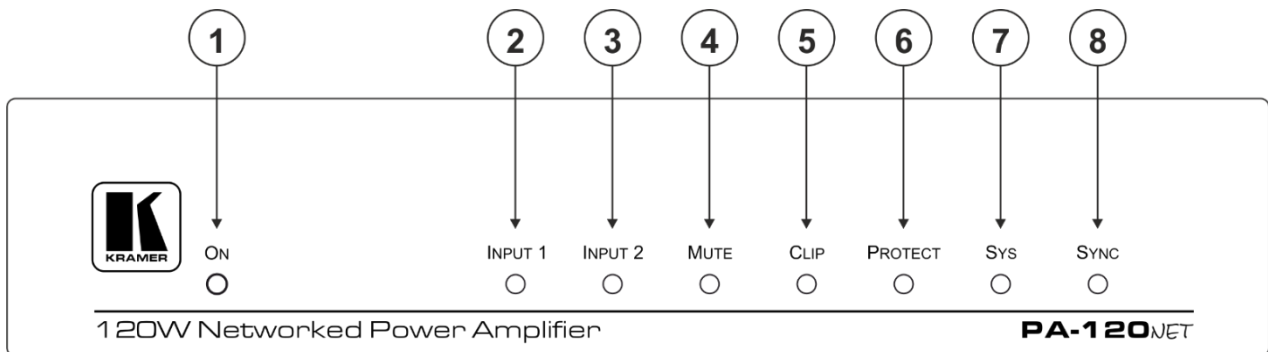 1 2 3 4 5 6 7 8
ON INPUT 1 INPUT 2 MUTE CLIP PROTECT SYS SYNC
K
KRAMER
120W Networked Power Amplifier PA-120NET